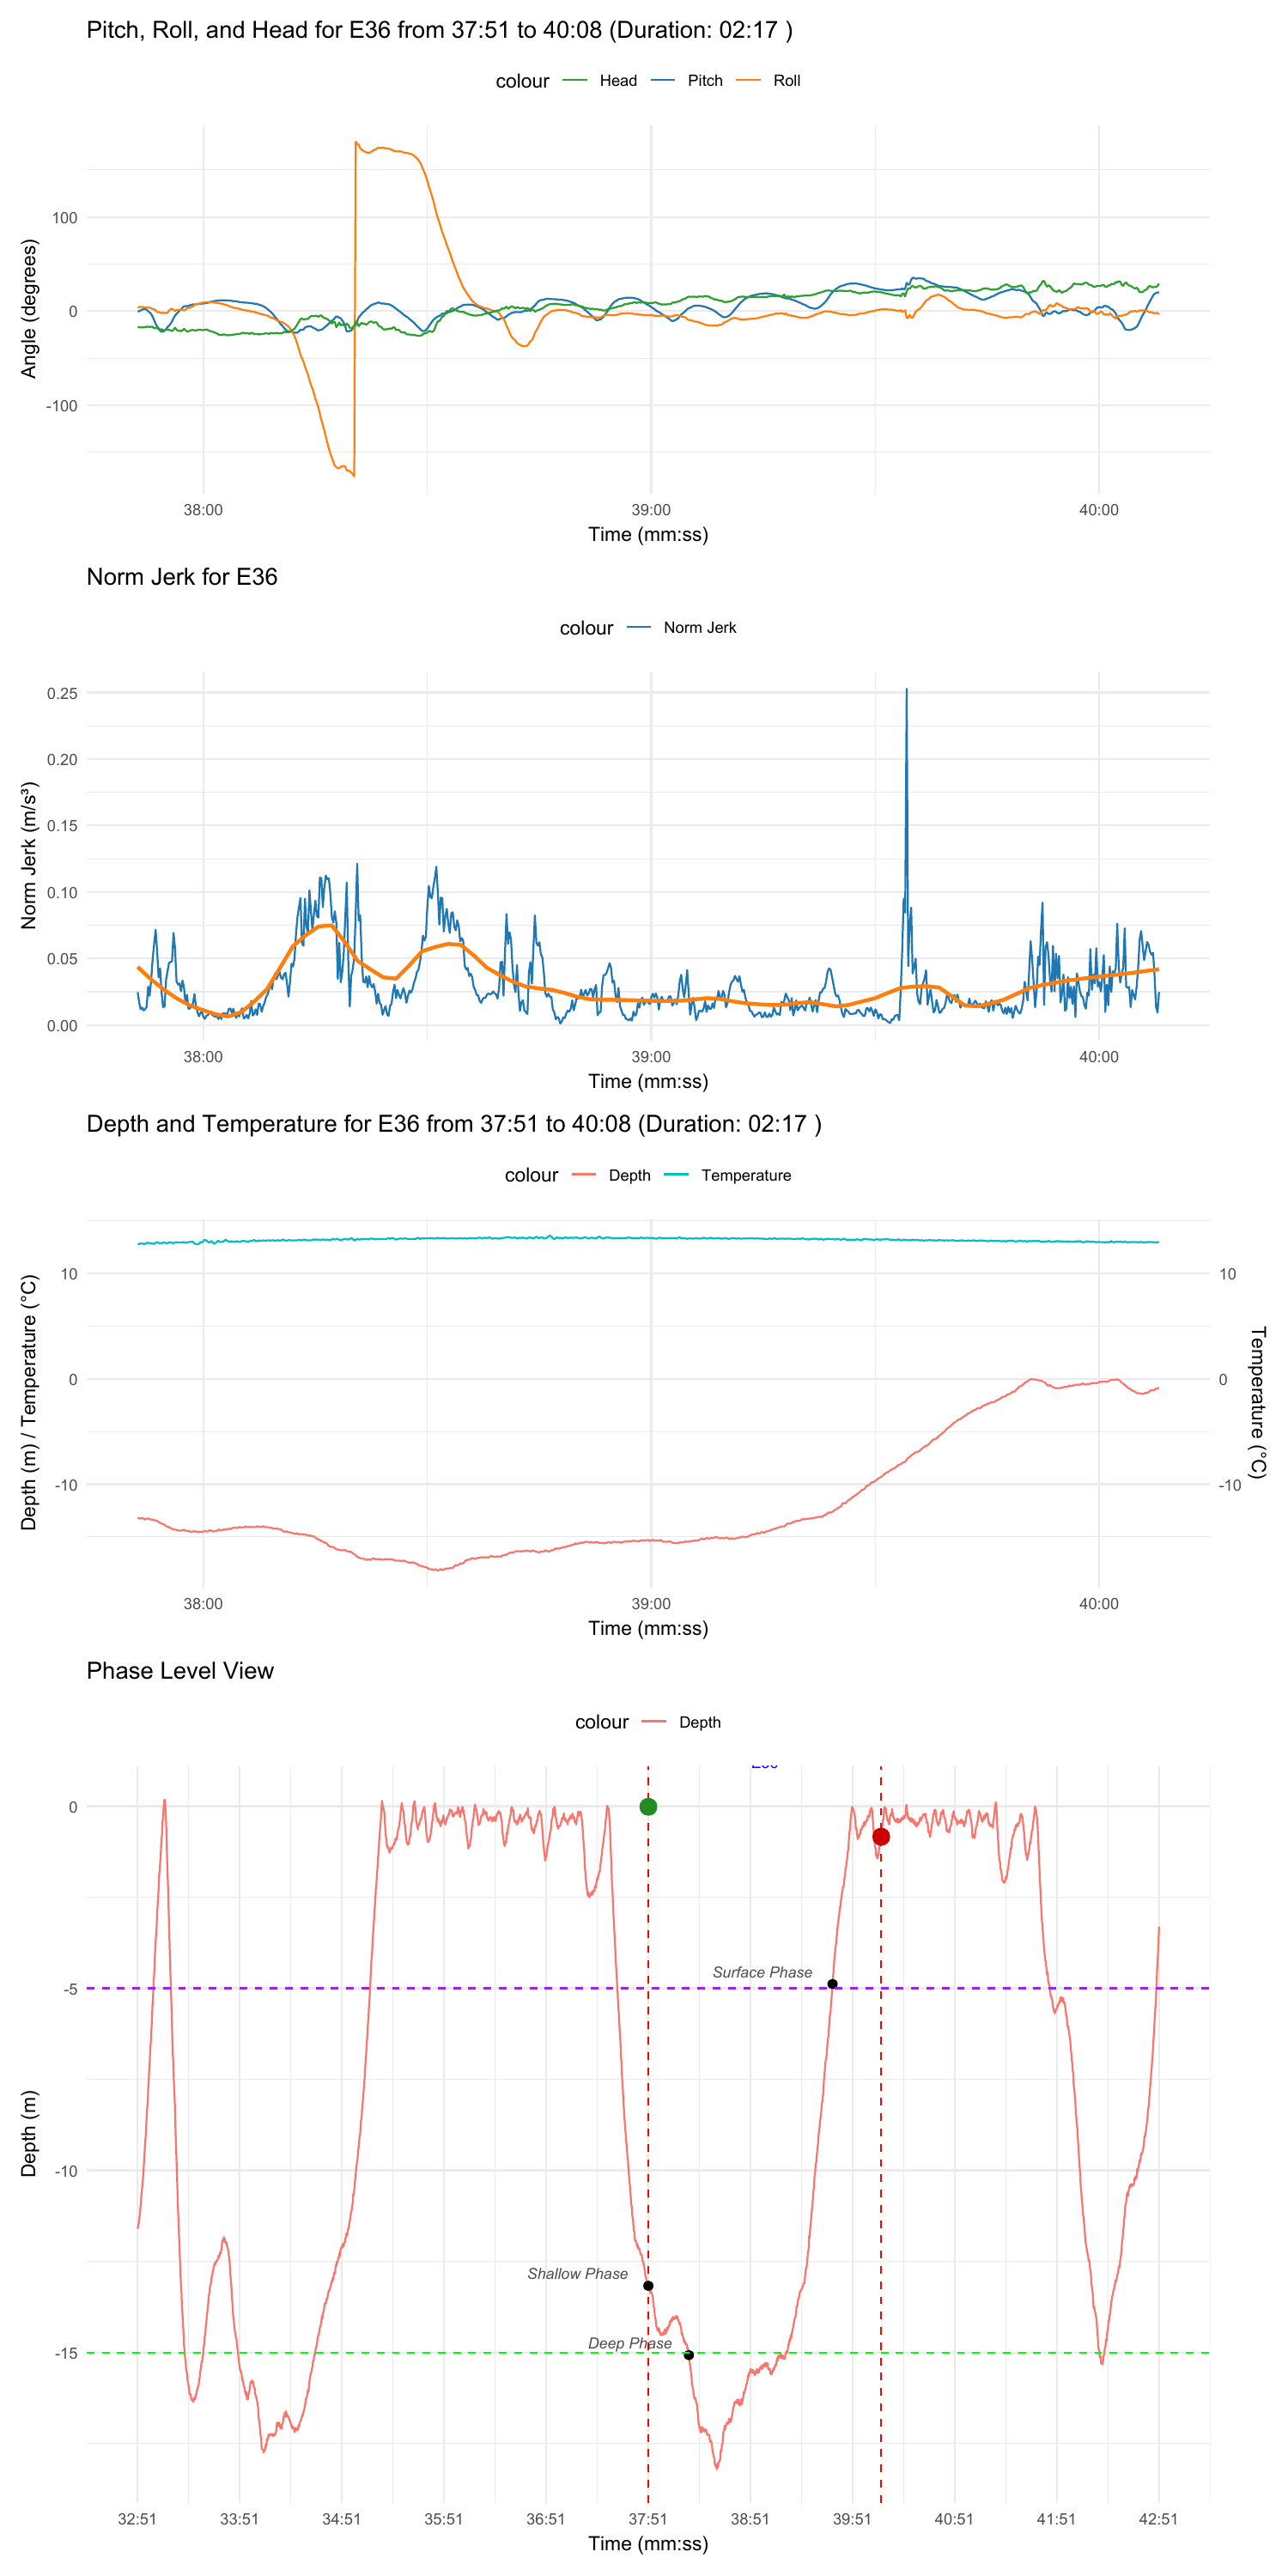 Pitch, Roll, and Head for E36 from 37:51 to 40:08 (Duration: 02:17 )
colour Head Pitch Roll
Angle (degrees)
100
0
-100
38:00 39:00 40:00
Time (mm:ss)
Norm Jerk for E36
colour Norm Jerk
Norm Jerk (m/s³)
0.25
0.20
0.15
0.10
0.05
0.00
38:00 39:00 40:00
Time (mm:ss)
Depth and Temperature for E36 from 37:51 to 40:08 (Duration: 02:17 )
colour Depth Temperature
Depth (m) / Temperature (°C)
10 10
0 0
-10 -10
Temperature (°C)
38:00 39:00 40:00
Time (mm:ss)
Phase Level View
colour Depth
Depth (m)
0
Surface Phase
-5
-10
Shallow Phase
Deep Phase
-15
32:51 33:51 34:51 35:51 36:51 37:51 38:51 39:51 40:51 41:51 42:51
Time (mm:ss)